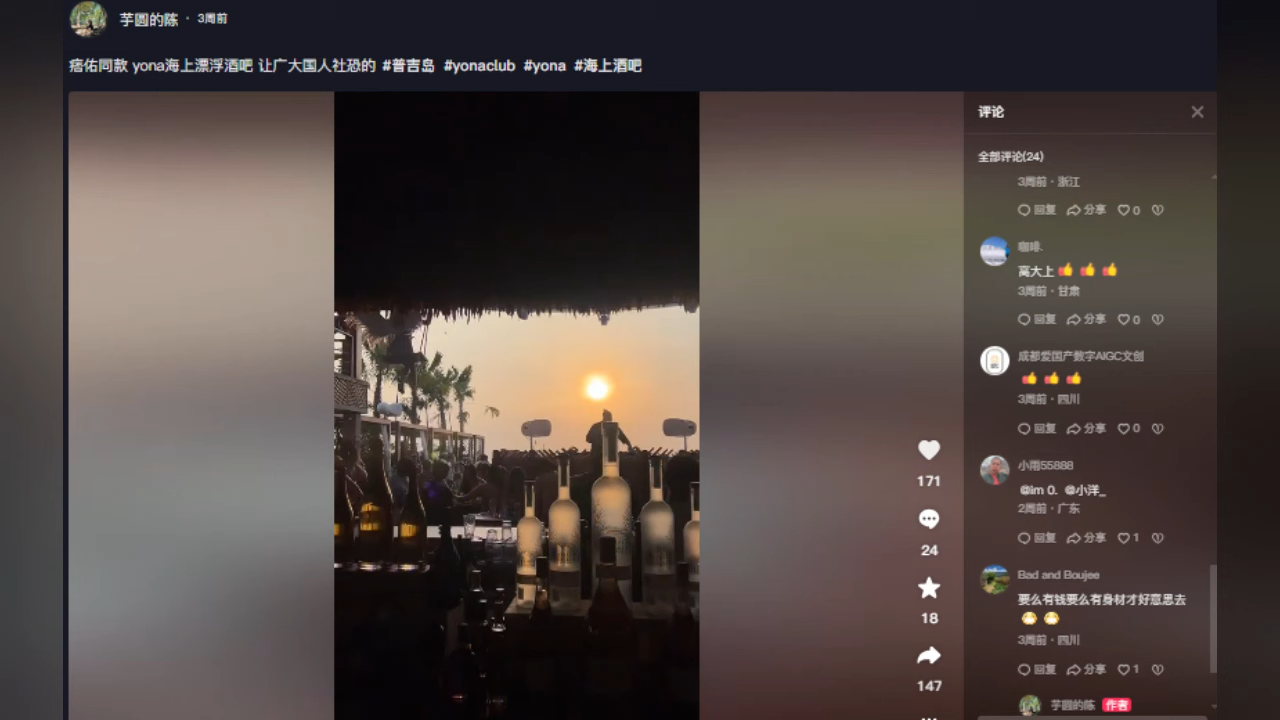 芋圆的陈 · 3周前
痞佑同款 yona海上漂浮酒吧 让广大国人社恐的 #普吉岛 #yonaclub #yona #海上酒吧
评论
全部评论(24)
3周前 · 浙江
回复 分享 0
咖啡.
高大上👍👍👍
3周前 · 甘肃
回复 分享 0
成都爱国产数字AIGC文创
👍👍👍
3周前 · 四川
回复 分享 0
小雨55888
@im 0. @小洋_
2周前 · 广东
回复 分享 1
Bad and Boujee
要么有钱要么有身材才好意思去
😷😷
3周前 · 四川
回复 分享 1
芋圆的陈 作者
171
24
18
147